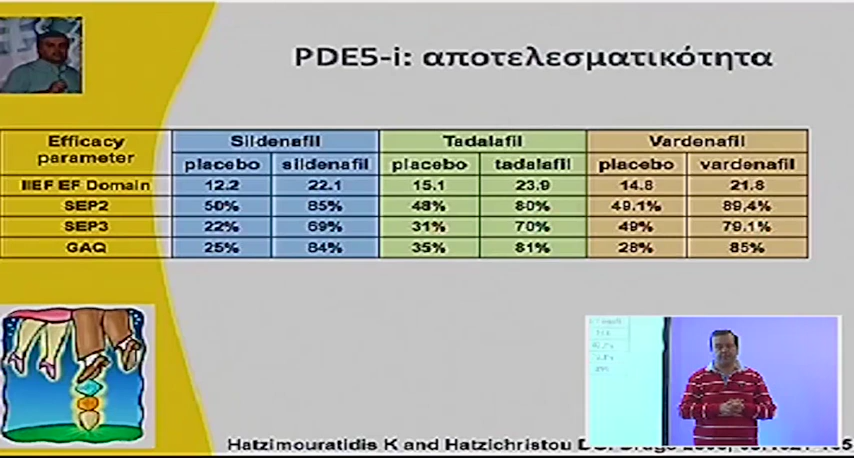 PDE5-i: αποτελεσματικότητα
Efficacy parameter Sildenafil Tadalafil Vardenafil
placebo sildenafil placebo tadalafil placebo vardenafil
IIEF EF Domain 12.2 22.1 15.1 23.9 14.8 21.8
SEP2 50% 85% 48% 80% 49.1% 89,4%
SEP3 22% 69% 31% 70% 49% 79.1%
GAQ 25% 84% 35% 81% 28% 85%
Hatzimouratidis K and Hatzichristou